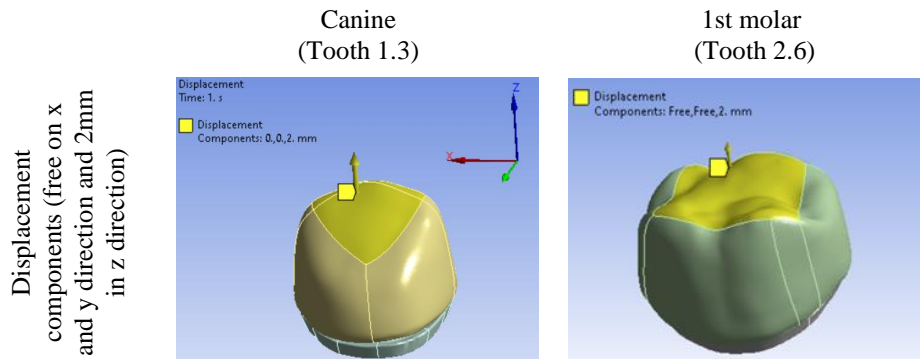 Canine
(Tooth 1.3)
1st molar
(Tooth 2.6)
Displacement
components (free on x
and y direction and 2mm
in z direction)
Displacement
Time: 1. s
Displacement
Components: 0.,0.,2. mm
Z
X
Displacement
Components: Free,Free,2. mm